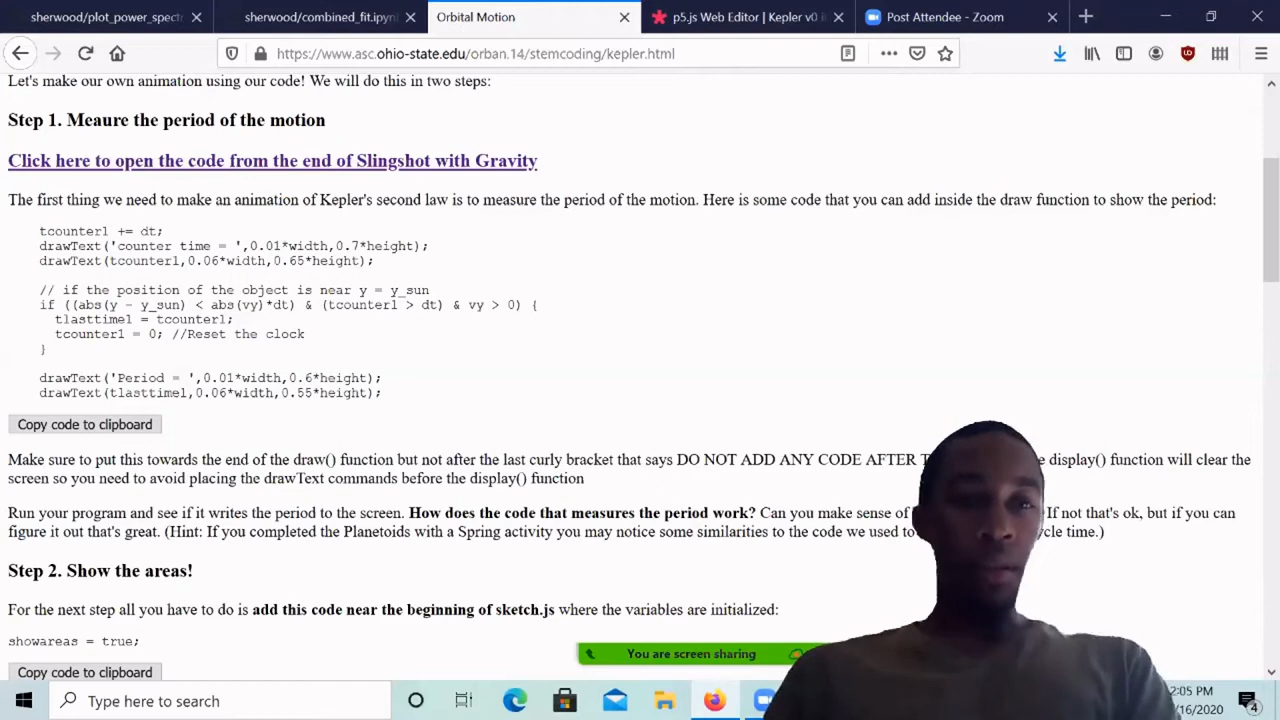 sherwood/plot_power_spectr
sherwood/combined_fit.ipyn
Orbital Motion
p5.js Web Editor | Kepler v0
Post Attendee - Zoom
https://www.asc.ohio-state.edu/orban.14/stemcoding/kepler.html
Let's make our own animation using our code! We will do this in two steps:
Step 1. Meaure the period of the motion
Click here to open the code from the end of Slingshot with Gravity
The first thing we need to make an animation of Kepler's second law is to measure the period of the motion. Here is some code that you can add inside the draw function to show the period:
tcounter1 += dt;
drawText('counter time = ',0.01*width,0.7*height);
drawText(tcounter1,0.06*width,0.65*height);
// if the position of the object is near y = y_sun
if ((abs(y - y_sun) < abs(vy)*dt) & (tcounter1 > dt) & vy > 0) {
tlasttime1 = tcounter1;
tcounter1 = 0; //Reset the clock
}
drawText('Period = ',0.01*width,0.6*height);
drawText(tlasttime1,0.06*width,0.55*height);
Copy code to clipboard
Make sure to put this towards the end of the draw() function but not after the last curly bracket that says DO NOT ADD ANY CODE AFTER display() function will clear the
screen so you need to avoid placing the drawText commands before the display() function
Run your program and see if it writes the period to the screen. How does the code that measures the period work? Can you make sense of If not that's ok, but if you can
figure it out that's great. (Hint: If you completed the Planetoids with a Spring activity you may notice some similarities to the code we used to time.)
Step 2. Show the areas!
For the next step all you have to do is add this code near the beginning of sketch.js where the variables are initialized:
showareas = true;
Copy code to clipboard
You are screen sharing
Type here to search
2:05 PM
/16/2020
4